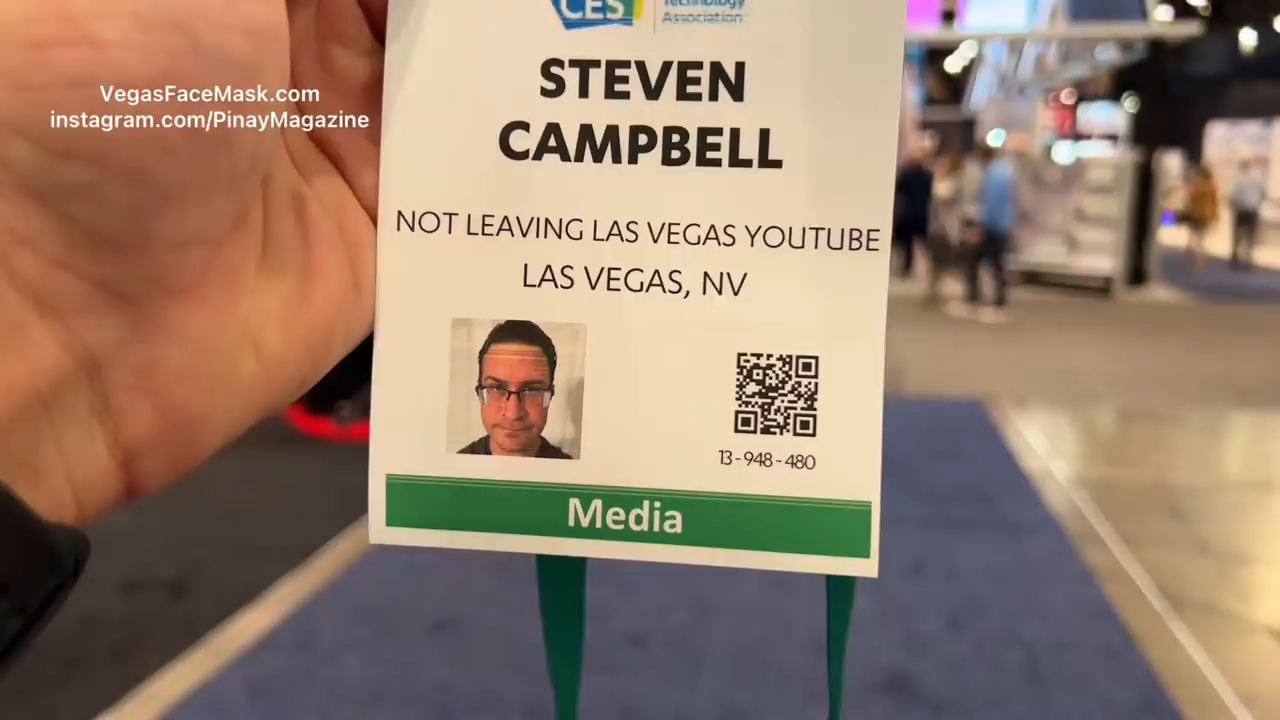 CES
Technology
Association
STEVEN
CAMPBELL
NOT LEAVING LAS VEGAS YOUTUBE
LAS VEGAS, NV
13-948-480
Media
VegasFaceMask.com
instagram.com/PinayMagazine